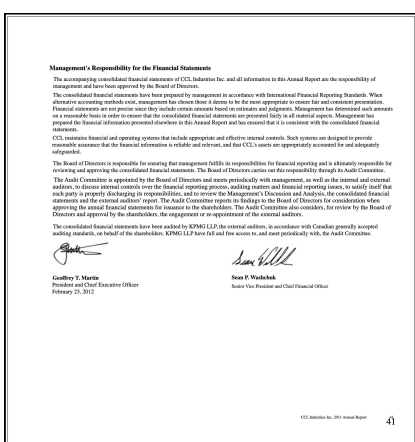 Management's Responsibility for the Financial Statements
The accompanying consolidated financial statements of CCL Industries Inc. and all information in this Annual Report are the responsibility of
management and have been approved by the Board of Directors.
The consolidated financial statements have been prepared by management in accordance with International Financial Reporting Standards. When
alternative accounting methods exist, management has chosen those it deems to be the most appropriate to ensure fair and consistent presentation.
Financial statements are not precise since they include certain amounts based on estimates and judgments. Management has determined such amounts
on a reasonable basis in order to ensure that the consolidated financial statements are presented fairly in all material aspects. Management has
prepared the financial information presented elsewhere in this Annual Report and has ensured that it is consistent with the consolidated financial
statements.
CCL maintains financial and operating systems that include appropriate and effective internal controls. Such systems are designed to provide
reasonable assurance that the financial information is reliable and relevant, and that CCL's assets are appropriately accounted for and adequately
safeguarded.
The Board of Directors is responsible for ensuring that management fulfills its responsibilities for financial reporting and is ultimately responsible for
reviewing and approving the consolidated financial statements. The Board of Directors carries out this responsibility through its Audit Committee.
The Audit Committee is appointed by the Board of Directors and meets periodically with management, as well as the internal and external
auditors, to discuss internal controls over the financial reporting process, auditing matters and financial reporting issues, to satisfy itself that
each party is properly discharging its responsibilities, and to review the Management's Discussion and Analysis, the consolidated financial
statements and the external auditors' report. The Audit Committee reports its findings to the Board of Directors for consideration when
approving the annual financial statements for issuance to the shareholders. The Audit Committee also considers, for review by the Board of
Directors and approval by the shareholders, the engagement or re-appointment of the external auditors.
The consolidated financial statements have been audited by KPMG LLP, the external auditors, in accordance with Canadian generally accepted
auditing standards, on behalf of the shareholders. KPMG LLP have full and free access to, and meet periodically with, the Audit Committee.
Geoffrey T. Martin
President and Chief Executive Officer
February 23, 2012
Sean P. Washchuk
Senior Vice President and Chief Financial Officer
CCL Industries Inc. 2011 Annual Report
41